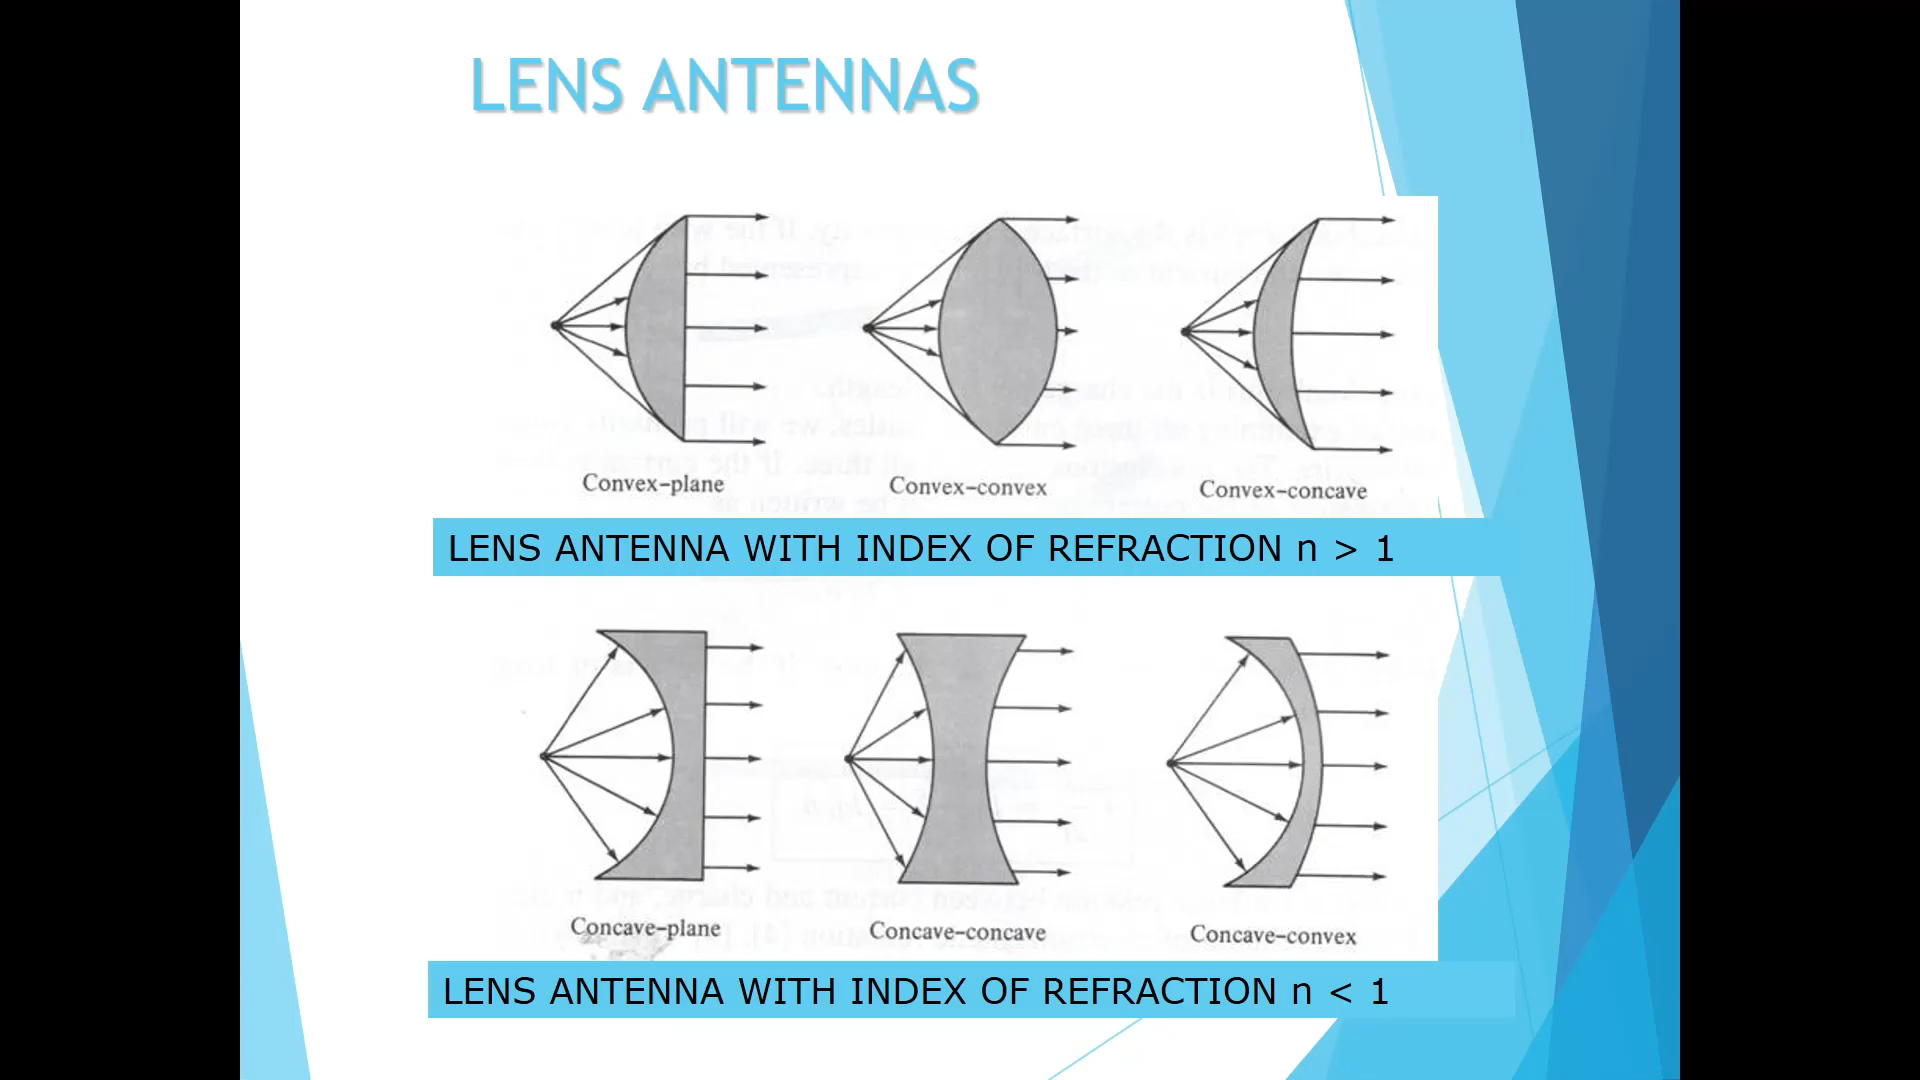 LENS ANTENNAS
Convex–plane
Convex–convex
Convex–concave
LENS ANTENNA WITH INDEX OF REFRACTION n > 1
Concave–plane
Concave–concave
Concave–convex
LENS ANTENNA WITH INDEX OF REFRACTION n < 1